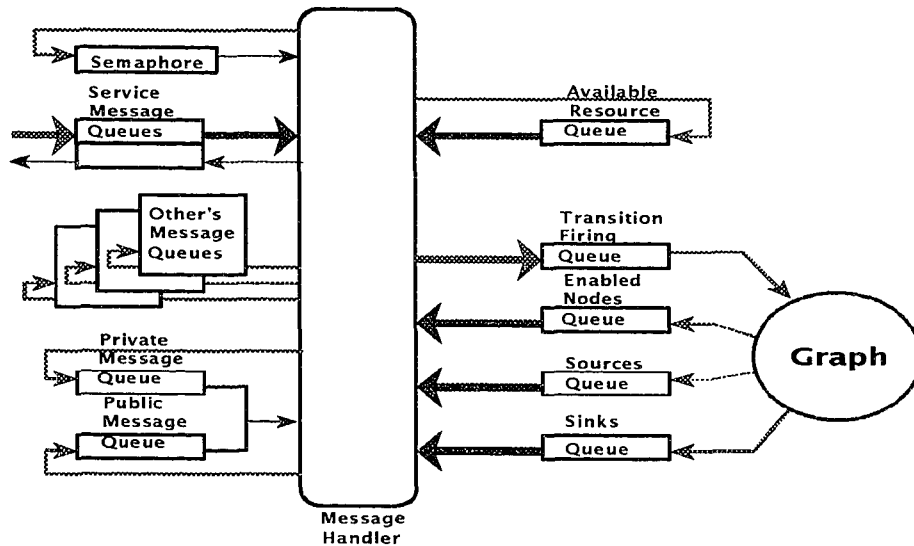 Semaphore
Service
Message
Queues
Other's
Message
Queues
Private
Message
Queue
Public
Message
Queue
Message
Handler
Available
Resource
Queue
Transition
Firing
Queue
Enabled
Nodes
Queue
Sources
Queue
Sinks
Queue
Graph